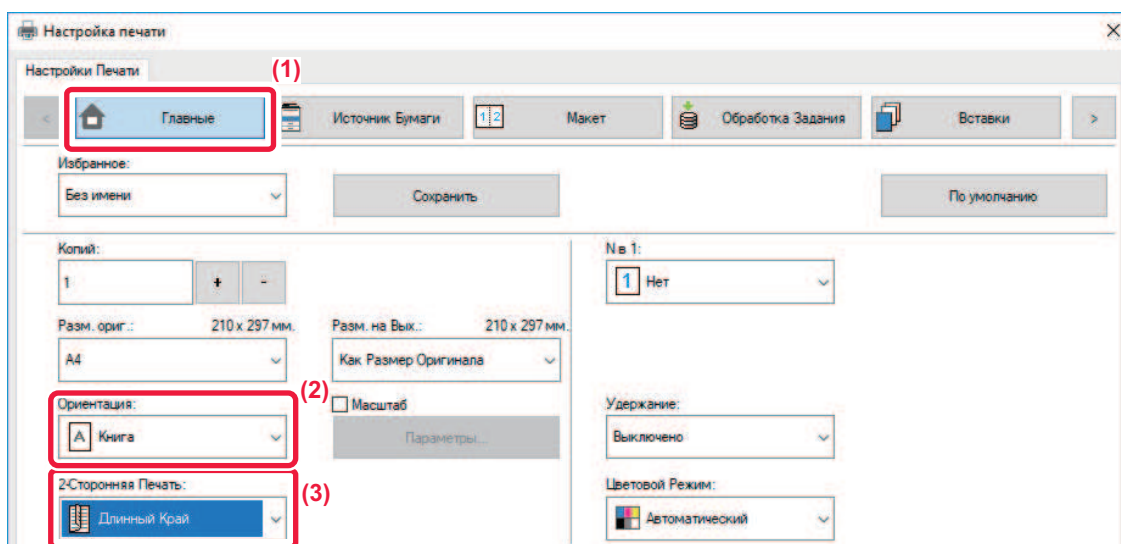 Настройка печати
Настройки Печати
(1)
Главные
Источник Бумаги
1 2
Макет
Обработка Задания
Вставки
Избранное:
Без имени
Сохранить
По умолчанию
Копий:
N в 1:
1
+
-
1 Нет
Разм. ориг.: 210 x 297 мм.
Разм. на Вых.: 210 x 297 мм.
A4
Как Размер Оригинала
(2)
Ориентация:
Масштаб
Удержание:
A Книга
Параметры...
Выключено
2-Сторонняя Печать:
(3)
Цветовой Режим:
Длинный Край
Автоматический